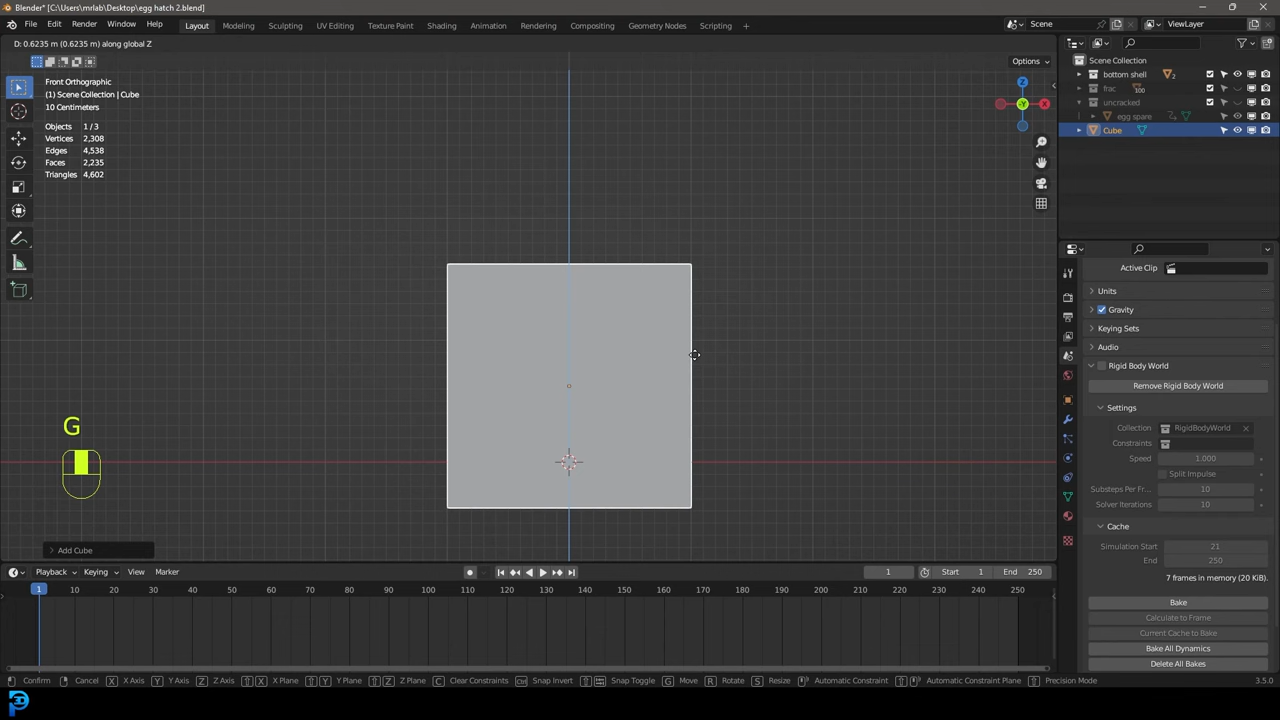 Blender* [C:\Users\mrlab\Desktop\egg hatch 2.blend]
File Edit Render Window Help Layout Modeling Sculpting UV Editing Texture Paint Shading Animation Rendering Compositing Geometry Nodes Scripting + Scene ViewLayer
D: 0.6235 m (0.6235 m) along global Z
Options
Front Orthographic
(1) Scene Collection | Cube
10 Centimeters
Objects 1 / 3
Vertices 2,308
Edges 4,538
Faces 2,235
Triangles 4,602
Z
X
-Y
Scene Collection
bottom shell 2
frac 100
uncracked
egg spare
Cube
Active Clip
Units
Gravity
Keying Sets
Audio
Rigid Body World
Remove Rigid Body World
Settings
Collection RigidBodyWorld
Constraints
Speed 1.000
Split Impulse
Substeps Per Fr... 10
Solver Iterations 10
Cache
Simulation Start 21
End 250
7 frames in memory (20 KiB).
Bake
Calculate to Frame
Current Cache to Bake
Bake All Dynamics
Delete All Bakes
G
Add Cube
Playback Keying View Marker 1 Start 1 End 250
1 10 20 30 40 50 60 70 80 90 100 110 120 130 140 150 160 170 180 190 200 210 220 230 240 250
Confirm Cancel X X Axis Y Y Axis Z Z Axis X X Plane Y Y Plane Z Z Plane C Clear Constraints Snap Invert Snap Toggle G Move R Rotate S Resize Automatic Constraint Automatic Constraint Plane Precision Mode 3.5.0